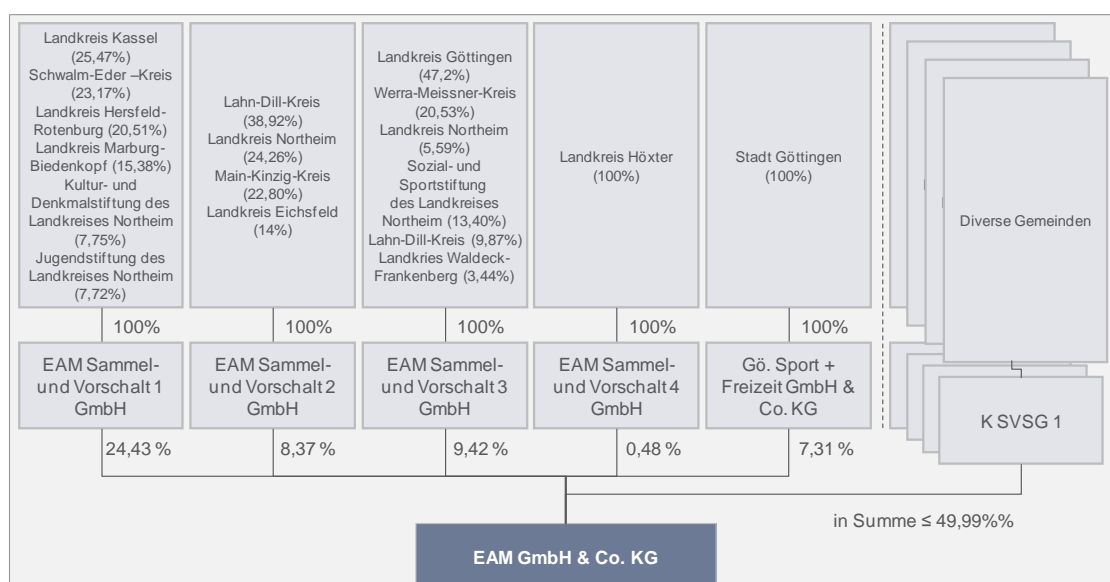 Landkreis Kassel
(25,47%)
Schwalm-Eder –Kreis
(23,17%)
Landkreis Hersfeld-
Rotenburg (20,51%)
Landkreis Marburg-
Biedenkopf (15,38%)
Kultur- und
Denkmalstiftung des
Landkreises Northeim
(7,75%)
Jugendstiftung des
Landkreises Northeim
(7,72%)
Lahn-Dill-Kreis
(38,92%)
Landkreis Northeim
(24,26%)
Main-Kinzig-Kreis
(22,80%)
Landkreis Eichsfeld
(14%)
Landkreis Göttingen
(47,2%)
Werra-Meissner-Kreis
(20,53%)
Landkreis Northeim
(5,59%)
Sozial- und
Sportstiftung
des Landkreises
Northeim (13,40%)
Lahn-Dill-Kreis (9,87%)
Landkries Waldeck-
Frankenberg (3,44%)
Landkreis Höxter
(100%)
Stadt Göttingen
(100%)
Diverse Gemeinden
100%
100%
100%
100%
100%
EAM Sammel-
und Vorschalt 1
GmbH
EAM Sammel-
und Vorschalt 2
GmbH
EAM Sammel-
und Vorschalt 3
GmbH
EAM Sammel-
und Vorschalt 4
GmbH
Gö. Sport +
Freizeit GmbH &
Co. KG
K SVSG 1
24,43 %
8,37 %
9,42 %
0,48 %
7,31 %
in Summe ≤ 49,99%%
EAM GmbH & Co. KG